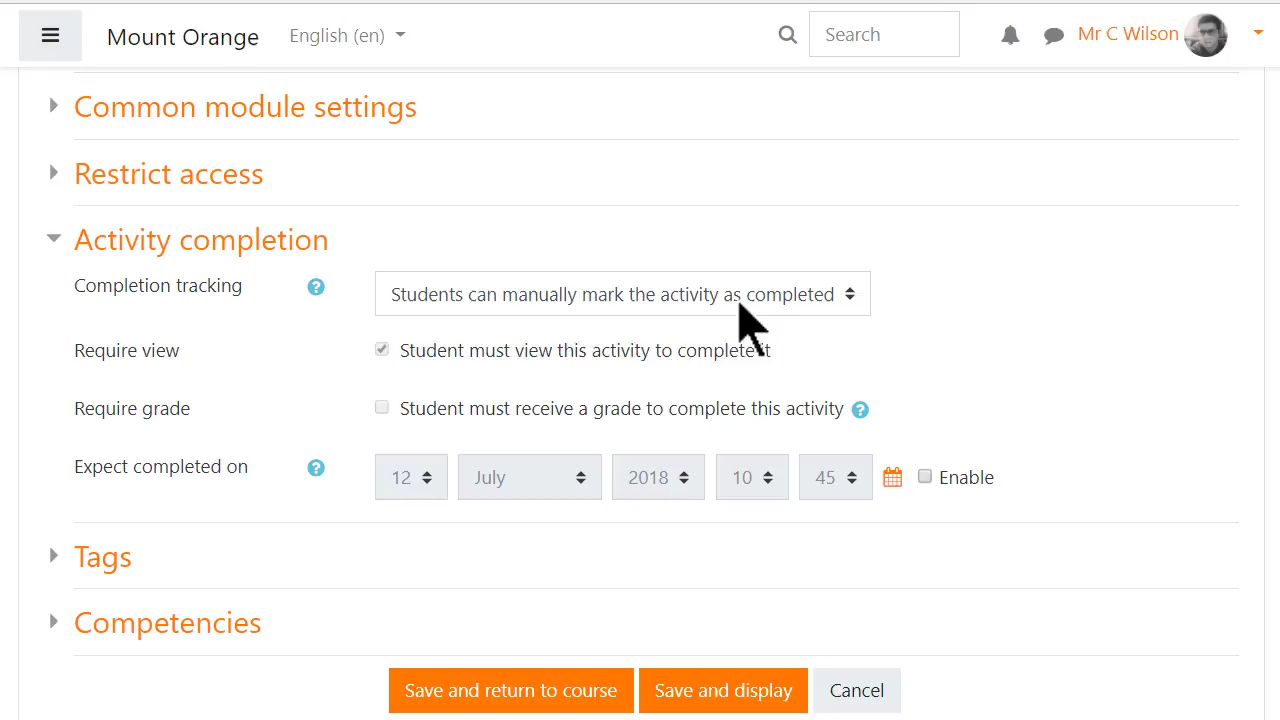 Mount Orange English (en) Search Mr C Wilson
Common module settings
Restrict access
Activity completion
Completion tracking ? Students can manually mark the activity as completed
Require view Student must view this activity to complete it
Require grade Student must receive a grade to complete this activity ?
Expect completed on ? 12 July 2018 10 45 Enable
Tags
Competencies
Save and return to course Save and display Cancel